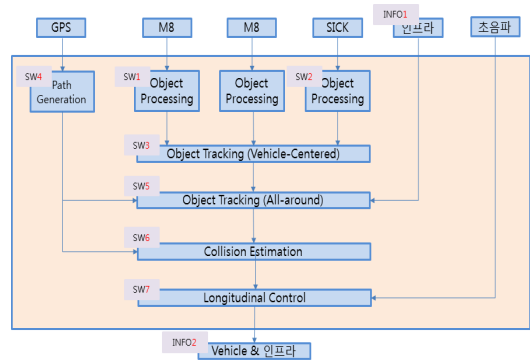 GPS
M8
M8
SICK
INFO1
인프라
초음파
SW4
Path
Generation
SW1
Object
Processing
Object
Processing
SW2
Object
Processing
SW3
Object Tracking (Vehicle-Centered)
SW5
Object Tracking (All-around)
SW6
Collision Estimation
SW7
Longitudinal Control
INFO2
Vehicle & 인프라